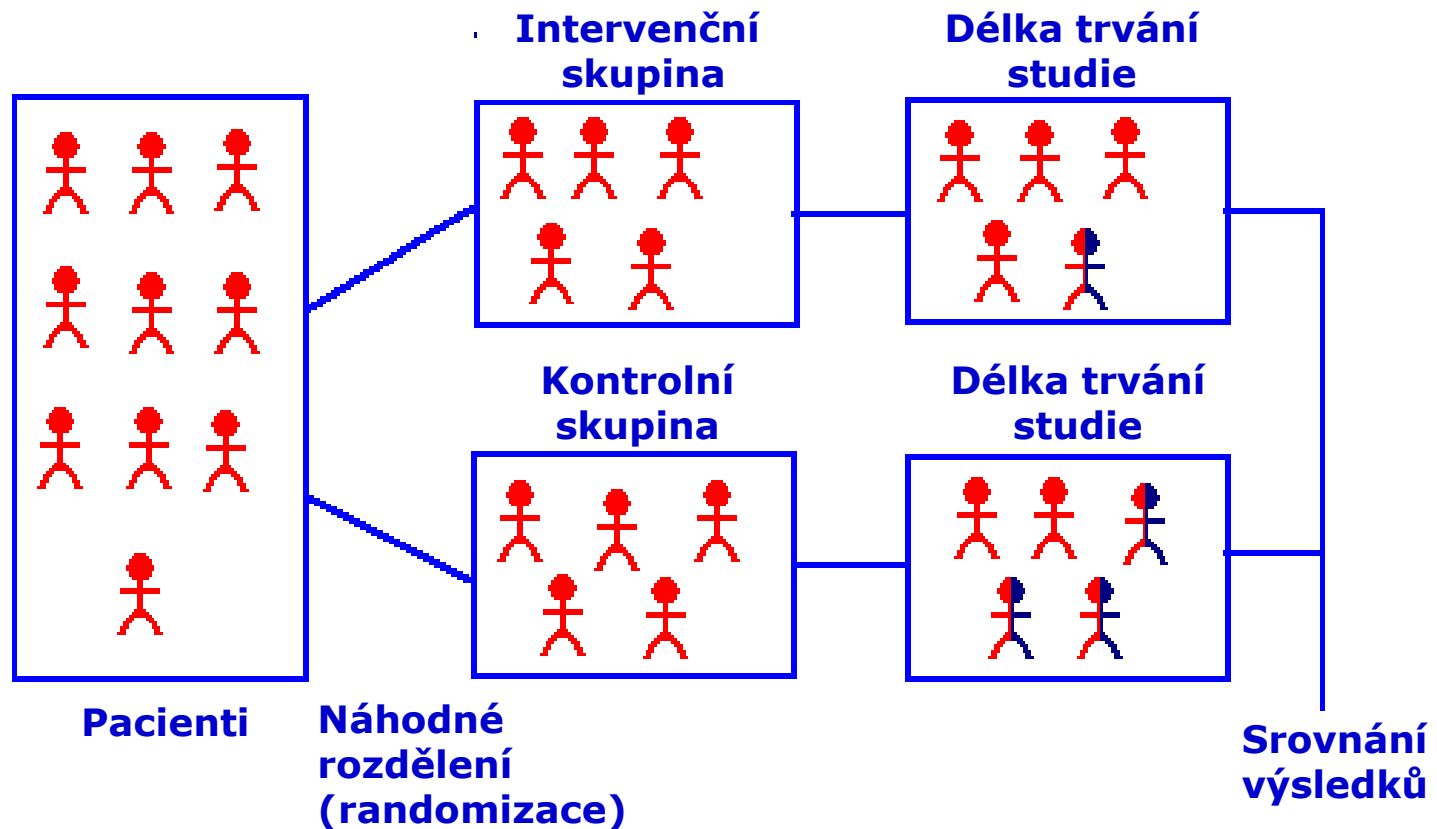 Intervenční
skupina
Délka trvání
studie
Kontrolní
skupina
Délka trvání
studie
Pacienti
Náhodné
rozdělení
(randomizace)
Srovnání
výsledků